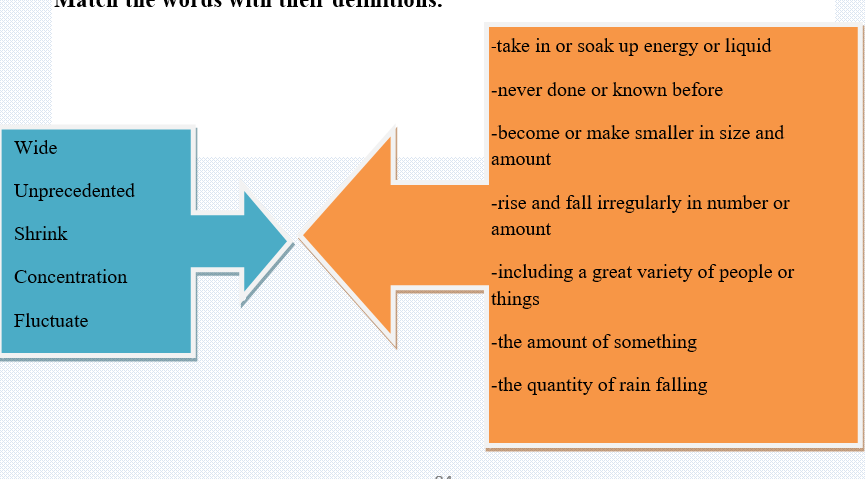 Match the words with their definitions.
Wide
Unprecedented
Shrink
Concentration
Fluctuate
-take in or soak up energy or liquid
-never done or known before
-become or make smaller in size and
amount
-rise and fall irregularly in number or
amount
-including a great variety of people or
things
-the amount of something
-the quantity of rain falling